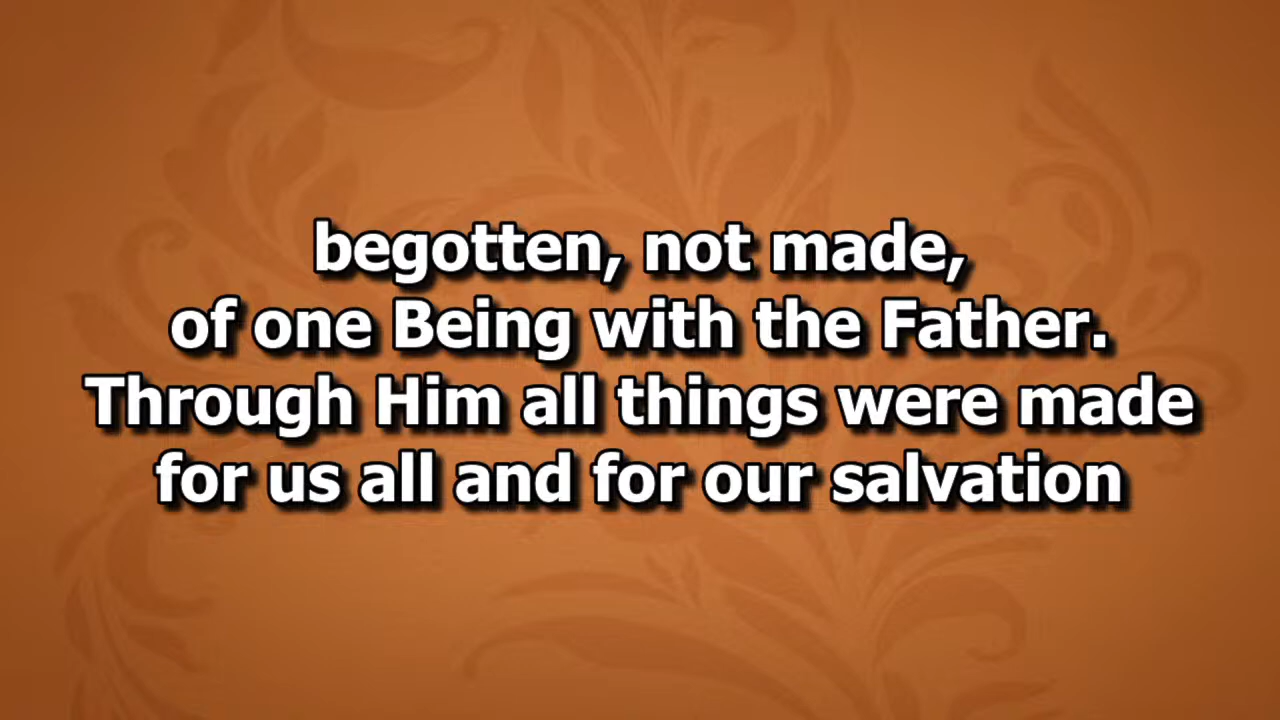 begotten, not made,
of one Being with the Father.
Through Him all things were made
for us all and for our salvation